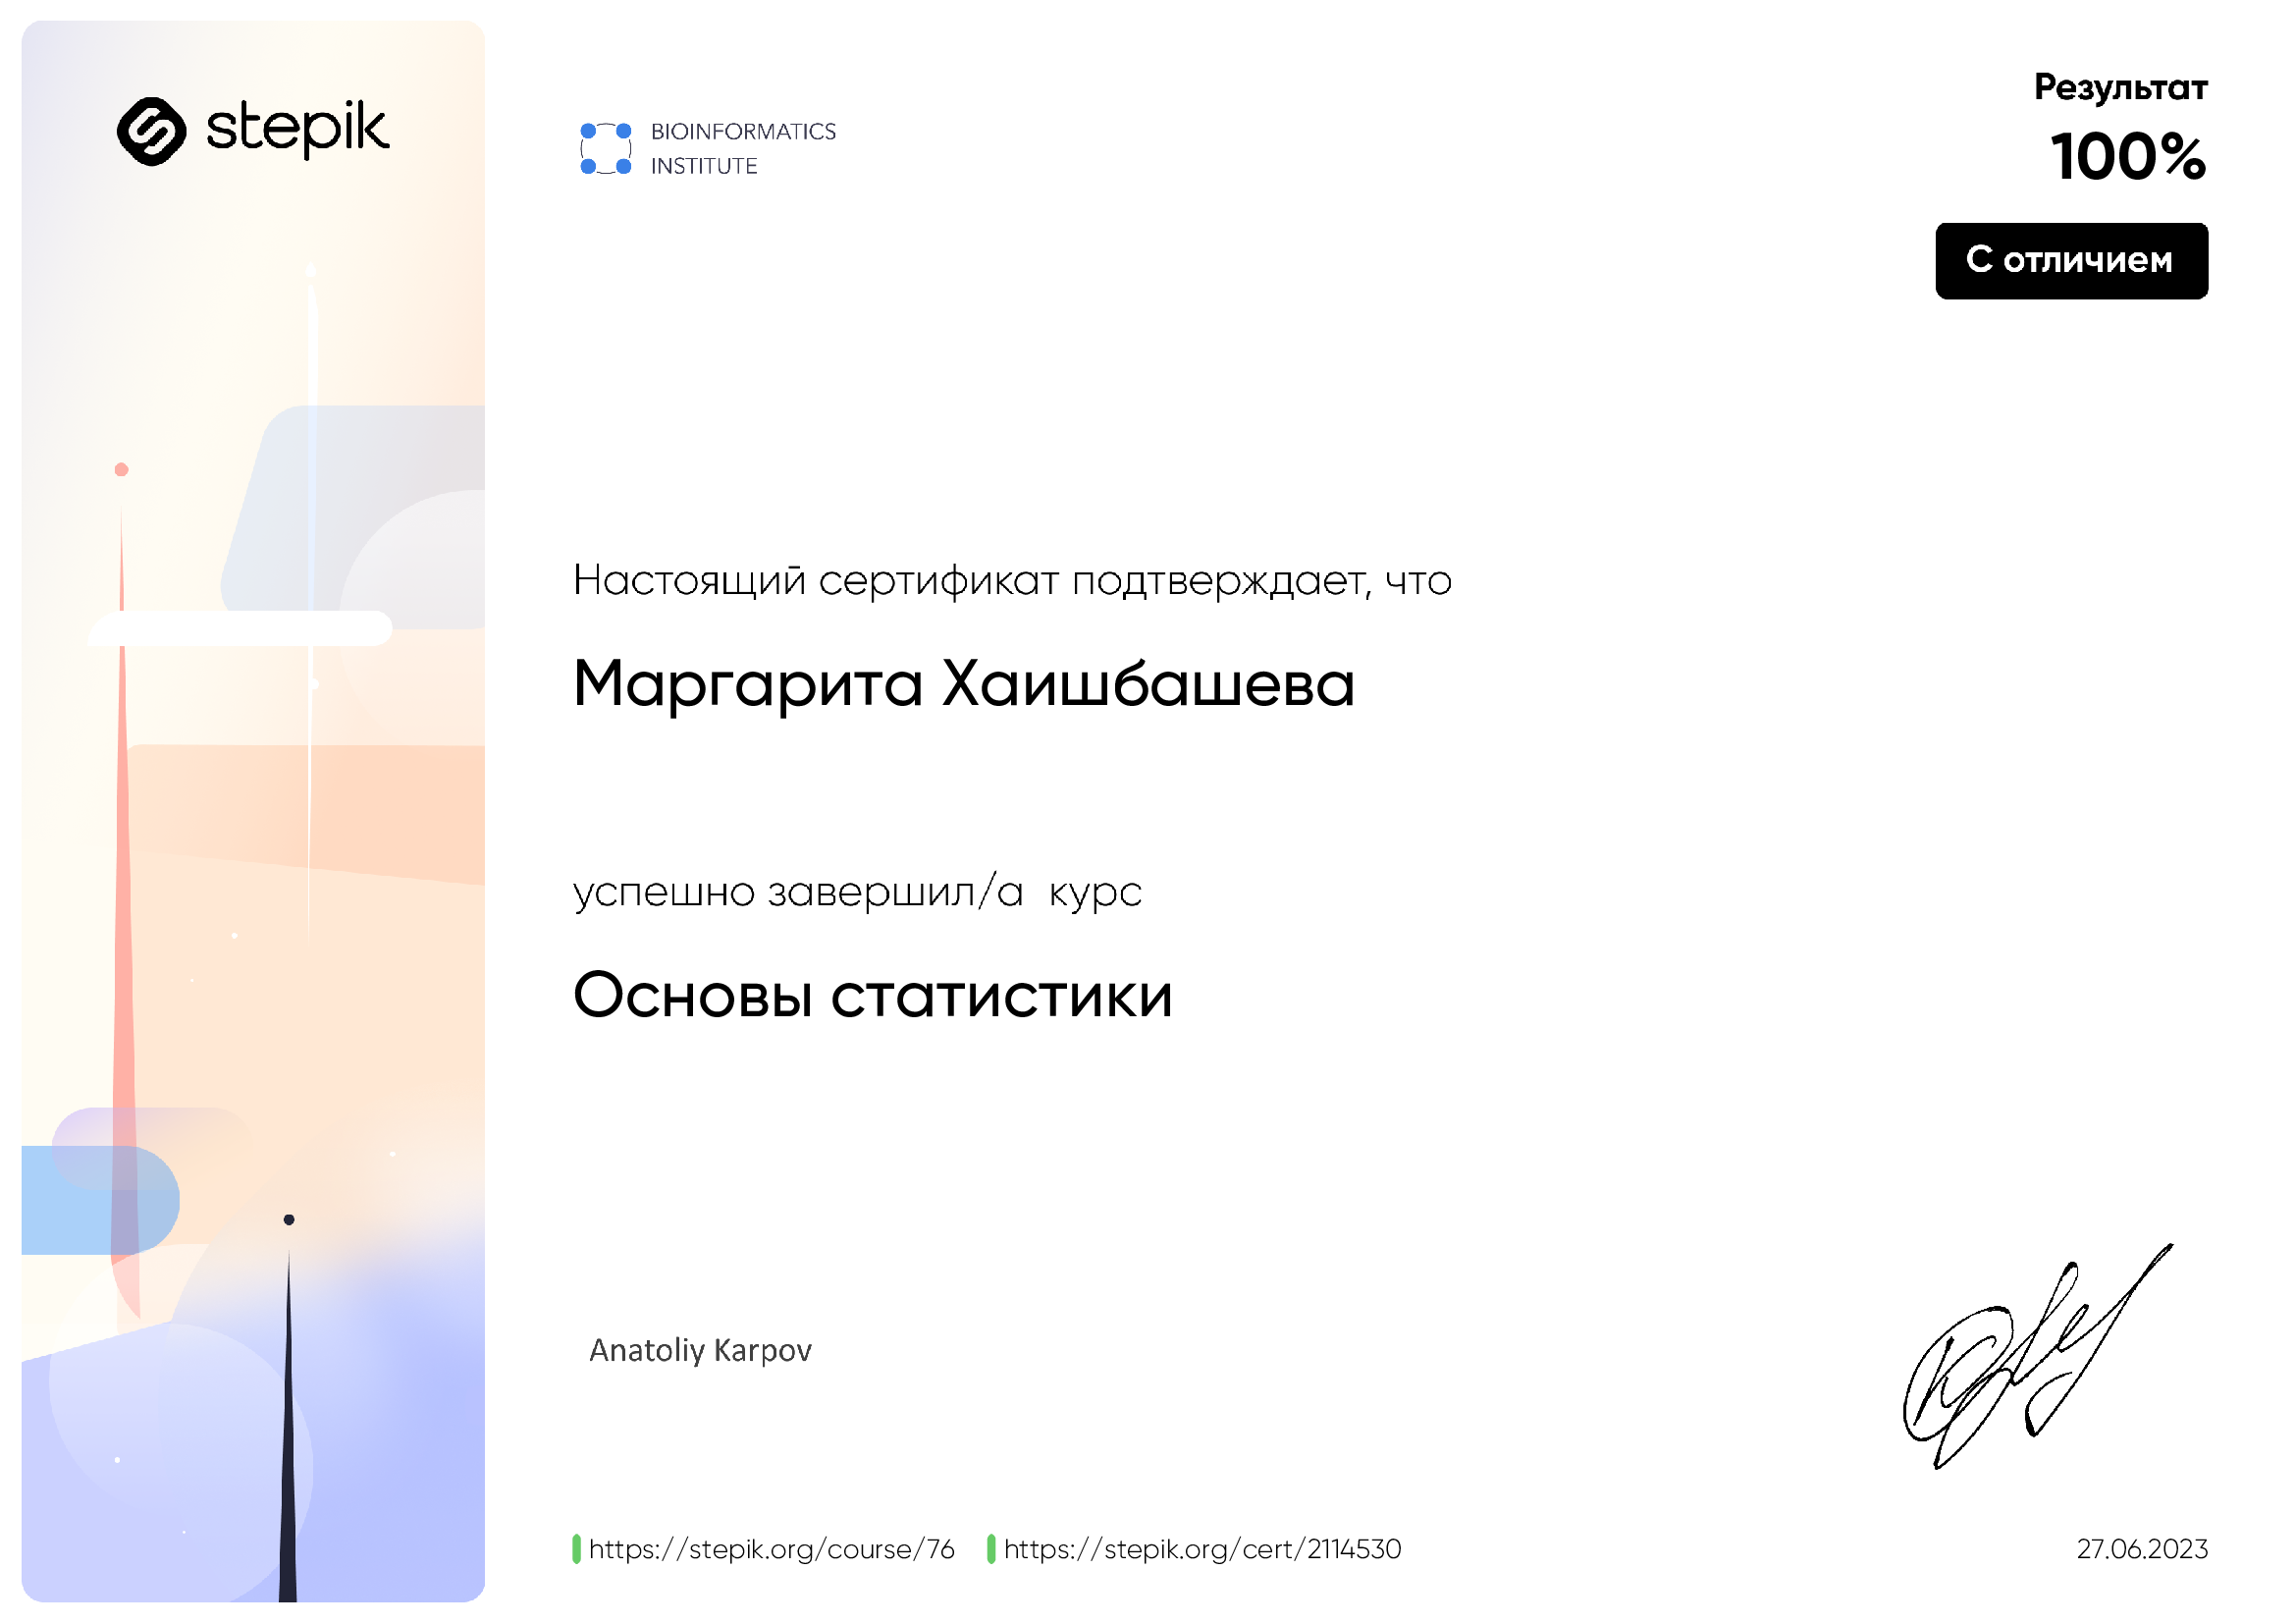 stepik
BIOINFORMATICS
INSTITUTE
Результат
100%
С отличием
Настоящий сертификат подтверждает, что
Маргарита Хаишбашева
успешно завершил/а курс
Основы статистики
Anatoliy Karpov
https://stepik.org/course/76 https://stepik.org/cert/2114530
27.06.2023